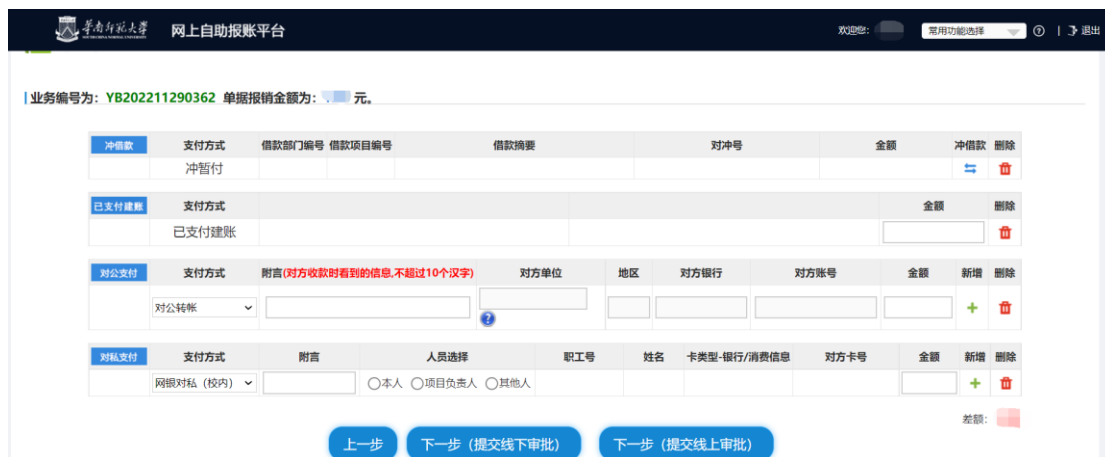 华南师范大学 网上自助报账平台 欢迎您: 常用功能选择 ? | 退出
SOUTH CHINA NORMAL UNIVERSITY
业务编号为: YB202211290362 单据报销金额为: 元。
冲借款 支付方式 借款部门编号 借款项目编号 借款摘要 对冲号 金额 冲借款 删除
冲暂付
已支付建账 支付方式 金额 删除
已支付建账
对公支付 支付方式 附言(对方收款时看到的信息,不超过10个汉字) 对方单位 地区 对方银行 对方账号 金额 新增 删除
对公转帐
?
对私支付 支付方式 附言 人员选择 职工号 姓名 卡类型-银行/消费信息 对方卡号 金额 新增 删除
网银对私（校内） 本人 项目负责人 其他人
差额:
上一步 下一步（提交线下审批） 下一步（提交线上审批）